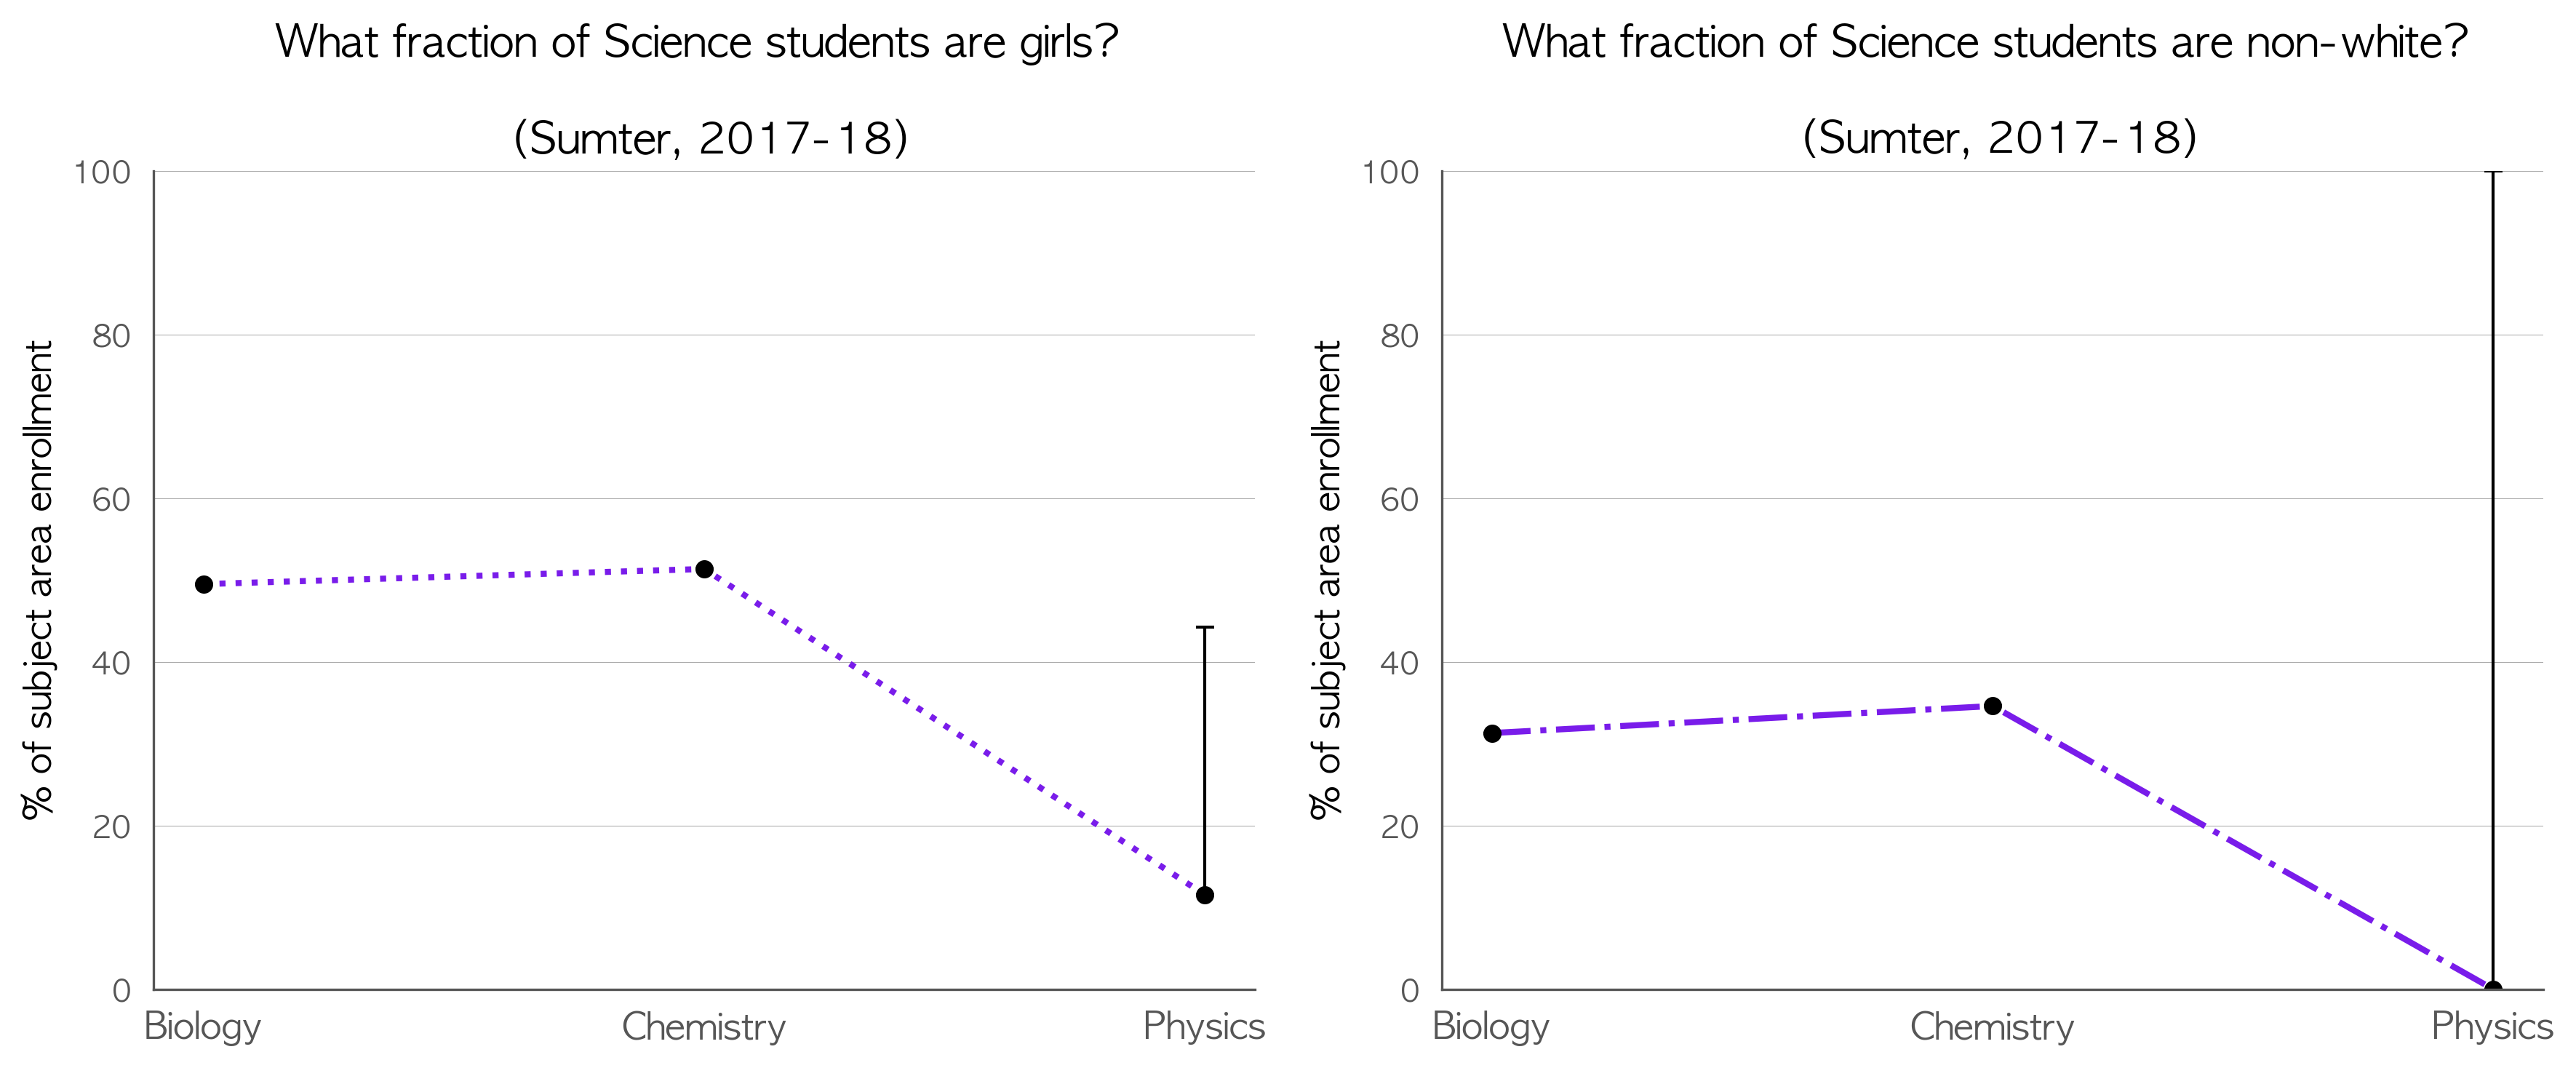 What fraction of Science students are girls?
(Sumter, 2017-18)
100
80
60
40
20
0
% of subject area enrollment
Biology
Chemistry
Physics
What fraction of Science students are non-white?
(Sumter, 2017-18)
100
80
60
40
20
0
% of subject area enrollment
Biology
Chemistry
Physics